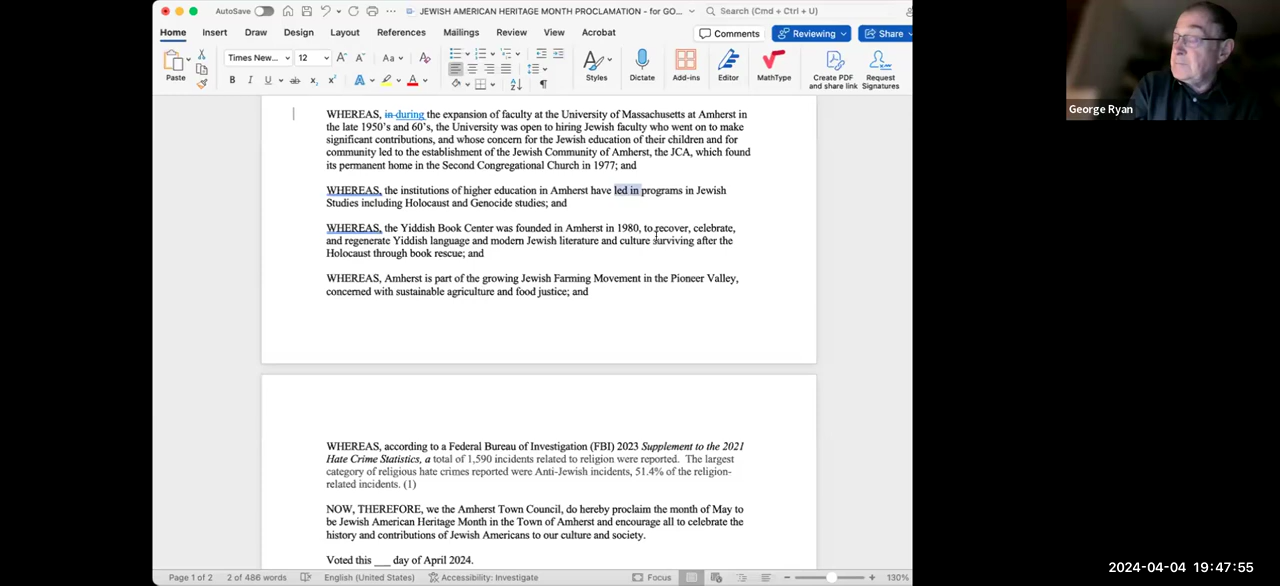 AutoSave
JEWISH AMERICAN HERITAGE MONTH PROCLAMATION - for GO...
Search (Cmd + Ctrl + U)
Home Insert Draw Design Layout References Mailings Review View Acrobat
Comments Reviewing Share
Paste
Times New... 12
Styles Dictate Add-ins Editor MathType Create PDF and share link Request Signatures
WHEREAS, in during the expansion of faculty at the University of Massachusetts at Amherst in
the late 1950's and 60's, the University was open to hiring Jewish faculty who went on to make
significant contributions, and whose concern for the Jewish education of their children and for
community led to the establishment of the Jewish Community of Amherst, the JCA, which found
its permanent home in the Second Congregational Church in 1977; and
WHEREAS, the institutions of higher education in Amherst have led in programs in Jewish
Studies including Holocaust and Genocide studies; and
WHEREAS, the Yiddish Book Center was founded in Amherst in 1980, to recover, celebrate,
and regenerate Yiddish language and modern Jewish literature and culture surviving after the
Holocaust through book rescue; and
WHEREAS, Amherst is part of the growing Jewish Farming Movement in the Pioneer Valley,
concerned with sustainable agriculture and food justice; and
WHEREAS, according to a Federal Bureau of Investigation (FBI) 2023 Supplement to the 2021
Hate Crime Statistics, a total of 1,590 incidents related to religion were reported. The largest
category of religious hate crimes reported were Anti-Jewish incidents, 51.4% of the religion-
related incidents. (1)
NOW, THEREFORE, we the Amherst Town Council, do hereby proclaim the month of May to
be Jewish American Heritage Month in the Town of Amherst and encourage all to celebrate the
history and contributions of Jewish Americans to our culture and society.
Voted this ___ day of April 2024.
Page 1 of 2 2 of 486 words English (United States) Accessibility: Investigate Focus 130%
George Ryan
2024-04-04 19:47:55